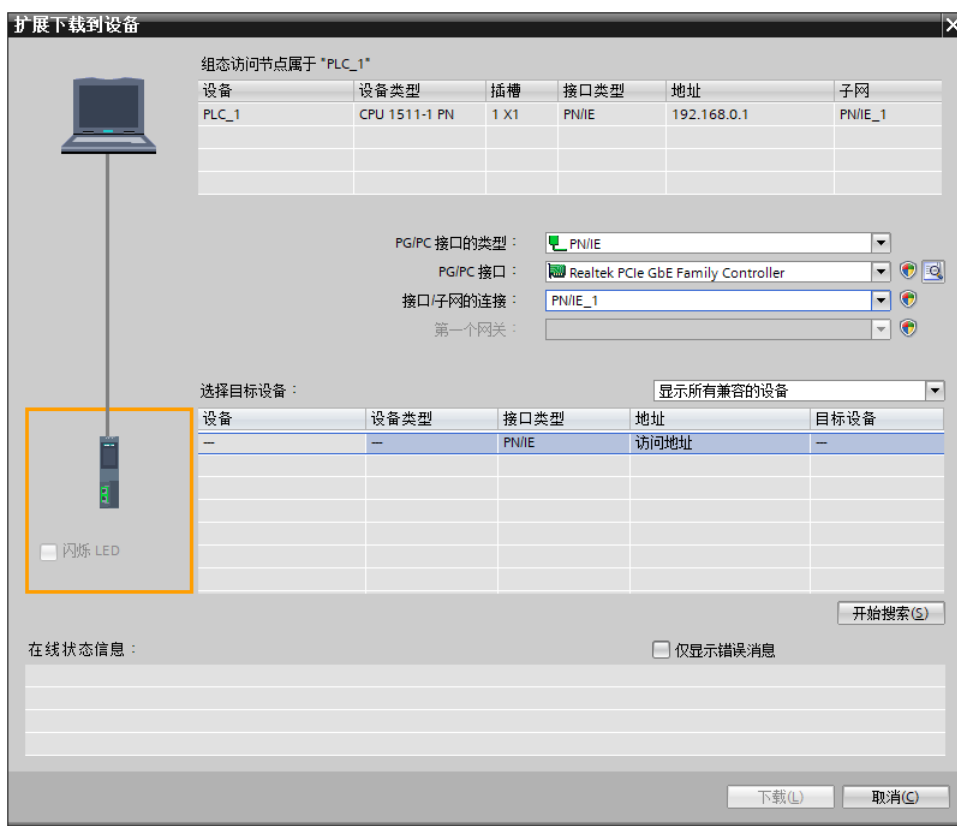 扩展下载到设备
组态访问节点属于 "PLC_1"
设备 设备类型 插槽 接口类型 地址 子网
PLC_1 CPU 1511-1 PN 1 X1 PN/IE 192.168.0.1 PN/IE_1
PG/PC 接口的类型： PN/IE
PG/PC 接口： Realtek PCIe GbE Family Controller
接口/子网的连接： PN/IE_1
第一个网关：
选择目标设备： 显示所有兼容的设备
设备 设备类型 接口类型 地址 目标设备
— — PN/IE 访问地址 —
闪烁 LED
开始搜索(S)
在线状态信息： 仅显示错误消息
下载(L) 取消(C)